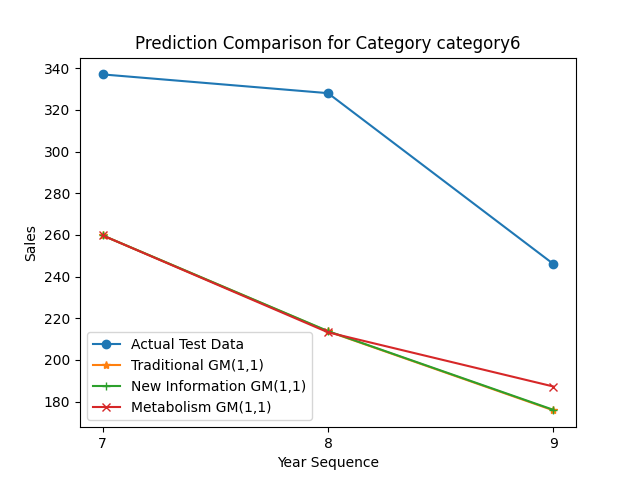 Prediction Comparison for Category category6
340
320
300
280
260
240
220
200
180
Sales
Actual Test Data
Traditional GM(1,1)
New Information GM(1,1)
Metabolism GM(1,1)
7
8
9
Year Sequence